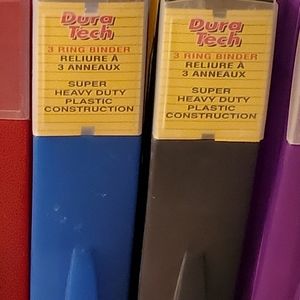 Dura
Tech
3 RING BINDER
RELIURE À
3 ANNEAUX
SUPER
HEAVY DUTY
PLASTIC
CONSTRUCTION
Dura
Tech
3 RING BINDER
RELIURE À
3 ANNEAUX
SUPER
HEAVY DUTY
PLASTIC
CONSTRUCTION